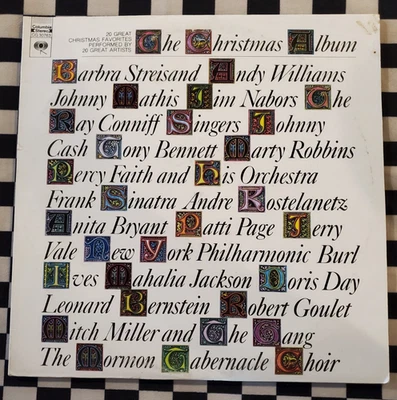 Columbia
Stereo
20 GREAT
CHRISTMAS FAVORITES
PERFORMED BY
20 GREAT ARTISTS
The Christmas Album
Barbra Streisand Andy Williams
Johnny Mathis Jim Nabors The
Ray Conniff Singers Johnny
Cash Tony Bennett Marty Robbins
Percy Faith and his Orchestra
Frank Sinatra Andre Kostelanetz
Anita Bryant Patti Page Jerry
Vale New York Philharmonic Burl
Ives Mahalia Jackson Doris Day
Leonard Bernstein Robert Goulet
Mitch Miller and The Gang
The Mormon Tabernacle Choir